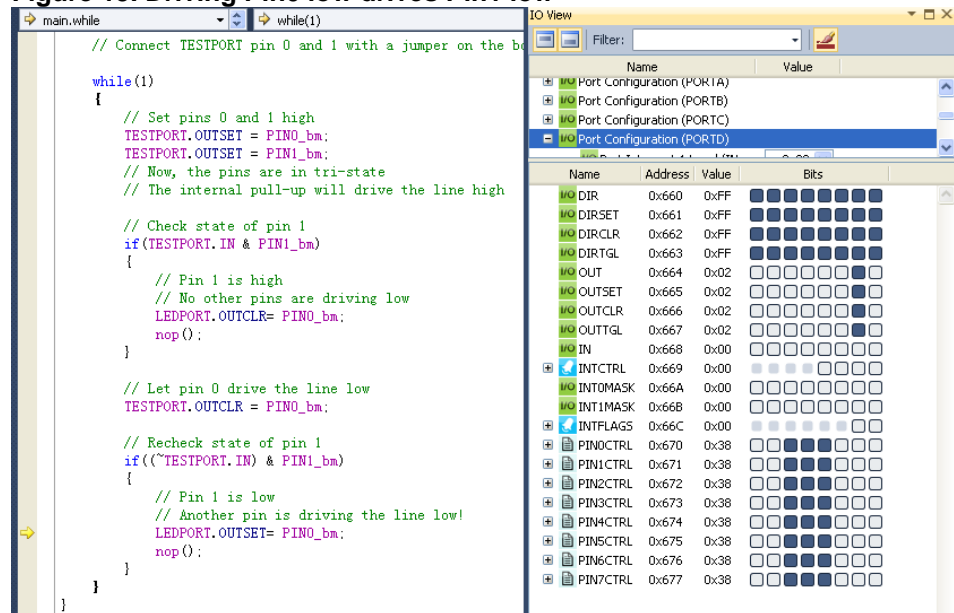 main.while
while(1)
// Connect TESTPORT pin 0 and 1 with a jumper on the
while(1)
{
// Set pins 0 and 1 high
TESTPORT.OUTSET = PIN0_bm;
TESTPORT.OUTSET = PIN1_bm;
// Now, the pins are in tri-state
// The internal pull-up will drive the line high
// Check state of pin 1
if(TESTPORT.IN & PIN1_bm)
{
// Pin 1 is high
// No other pins are driving low
LEDPORT.OUTCLR= PIN0_bm;
nop();
}
// Let pin 0 drive the line low
TESTPORT.OUTCLR = PIN0_bm;
// Recheck state of pin 1
if((~TESTPORT.IN) & PIN1_bm)
{
// Pin 1 is low
// Another pin is driving the line low!
LEDPORT.OUTSET= PIN0_bm;
nop();
}
}
}
IO View
Filter:
Name Value
I/O Port Configuration (PORTA)
I/O Port Configuration (PORTB)
I/O Port Configuration (PORTC)
I/O Port Configuration (PORTD)
Name Address Value Bits
I/O DIR 0x660 0xFF
I/O DIRSET 0x661 0xFF
I/O DIRCLR 0x662 0xFF
I/O DIRTGL 0x663 0xFF
I/O OUT 0x664 0x02
I/O OUTSET 0x665 0x02
I/O OUTCLR 0x666 0x02
I/O OUTTGL 0x667 0x02
I/O IN 0x668 0x00
INTCTRL 0x669 0x00
I/O INT0MASK 0x66A 0x00
I/O INT1MASK 0x66B 0x00
INTFLAGS 0x66C 0x00
PIN0CTRL 0x670 0x38
PIN1CTRL 0x671 0x38
PIN2CTRL 0x672 0x38
PIN3CTRL 0x673 0x38
PIN4CTRL 0x674 0x38
PIN5CTRL 0x675 0x38
PIN6CTRL 0x676 0x38
PIN7CTRL 0x677 0x38